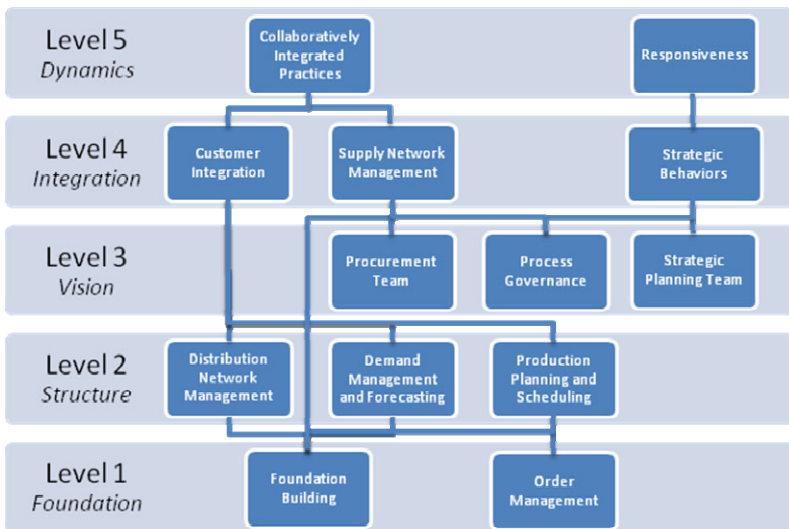 Level 5
Dynamics
Collaboratively
Integrated
Practices
Responsiveness
Level 4
Integration
Customer
Integration
Supply Network
Management
Strategic
Behaviors
Level 3
Vision
Procurement
Team
Process
Governance
Strategic
Planning Team
Level 2
Structure
Distribution
Network
Management
Demand
Management
and Forecasting
Production
Planning and
Scheduling
Level 1
Foundation
Foundation
Building
Order
Management